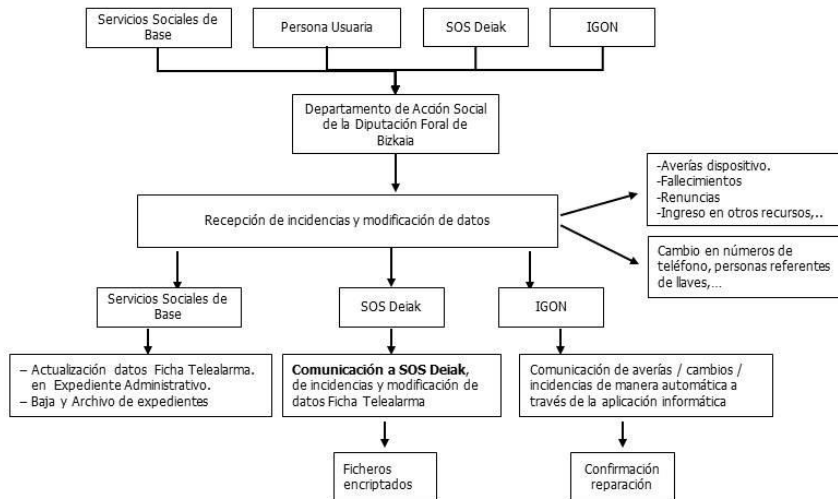 Servicios Sociales de
Base
Persona Usuaria
SOS Deiak
IGON
Departamento de Acción Social
de la Diputación Foral de
Bizkaia
Recepción de incidencias y modificación de datos
-Averías dispositivo.
-Fallecimientos
-Renuncias
-Ingreso en otros recursos,..
Cambio en números de
teléfono, personas referentes
de llaves,...
Servicios Sociales de
Base
SOS Deiak
IGON
– Actualización datos Ficha Telealarma.
en Expediente Administrativo.
– Baja y Archivo de expedientes
Comunicación a SOS Deiak,
de incidencias y modificación de
datos Ficha Telealarma
Comunicación de averías / cambios /
incidencias de manera automática a
través de la aplicación informática
Ficheros
encriptados
Confirmación
reparación